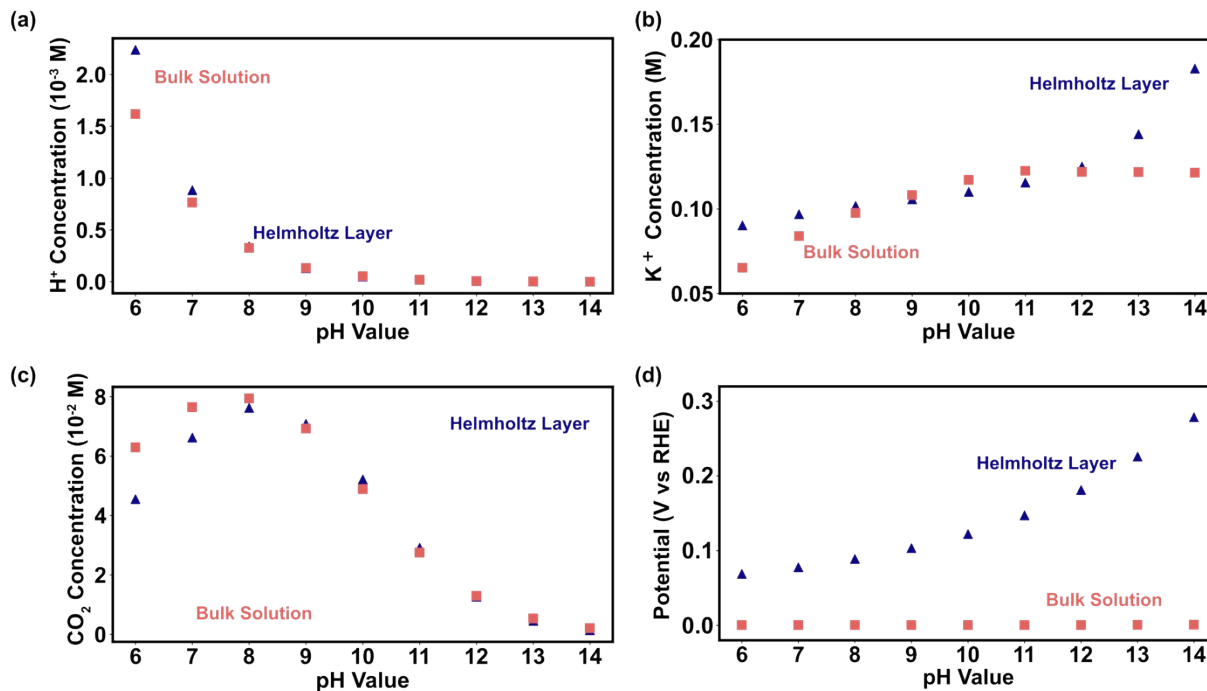 (a)
H⁺ Concentration (10⁻³ M)
2.0
1.5
1.0
0.5
0.0
Bulk Solution
Helmholtz Layer
6 7 8 9 10 11 12 13 14
pH Value
(b)
K⁺ Concentration (M)
0.20
0.15
0.10
0.05
Helmholtz Layer
Bulk Solution
6 7 8 9 10 11 12 13 14
pH Value
(c)
CO₂ Concentration (10⁻² M)
8
6
4
2
0
Helmholtz Layer
Bulk Solution
6 7 8 9 10 11 12 13 14
pH Value
(d)
Potential (V vs RHE)
0.3
0.2
0.1
0.0
Helmholtz Layer
Bulk Solution
6 7 8 9 10 11 12 13 14
pH Value